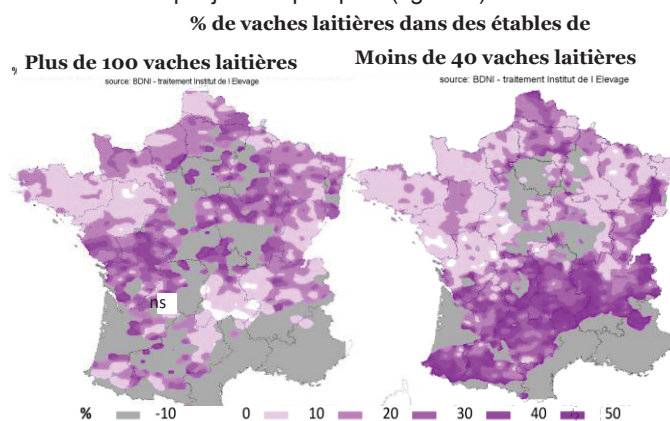 % de vaches laitières dans des étables de
Plus de 100 vaches laitières
Moins de 40 vaches laitières
%
source: BDNI - traitement Institut de l Elevage
source: BDNI - traitement Institut de l Elevage
ns
% -10 0 10 20 30 40 50